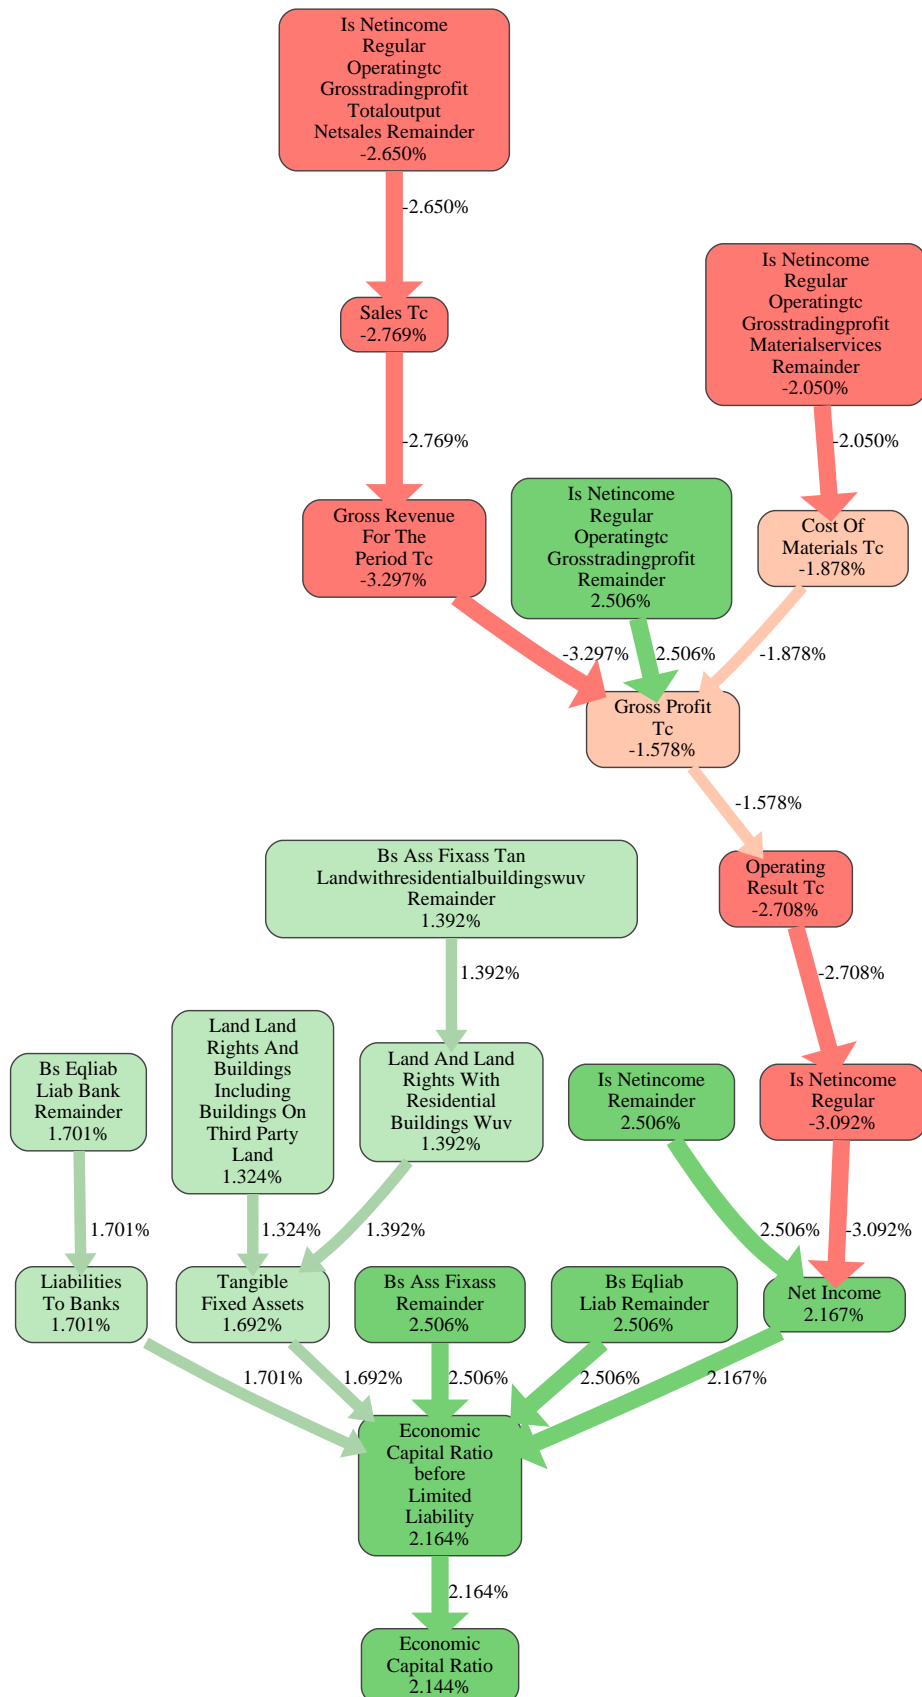 Is Netincome
Regular
Operatingtc
Grosstradingprofit
Totaloutput
Netsales Remainder
-2.650%
-2.650%
Sales Tc
-2.769%
Is Netincome
Regular
Operatingtc
Grosstradingprofit
Materialservices
Remainder
-2.050%
-2.769%
-2.050%
Gross Revenue
For The
Period Tc
-3.297%
Is Netincome
Regular
Operatingtc
Grosstradingprofit
Remainder
2.506%
Cost Of
Materials Tc
-1.878%
-3.297%
2.506%
-1.878%
Gross Profit
Tc
-1.578%
-1.578%
Bs Ass Fixass Tan
Landwithresidentialbuildingswuv
Remainder
1.392%
Operating
Result Tc
-2.708%
1.392%
-2.708%
Bs Eqliab
Liab Bank
Remainder
1.701%
Land Land
Rights And
Buildings
Including
Buildings On
Third Party
Land
1.324%
Land And Land
Rights With
Residential
Buildings Wuv
1.392%
Is Netincome
Remainder
2.506%
Is Netincome
Regular
-3.092%
1.701%
1.324%
1.392%
2.506%
-3.092%
Liabilities
To Banks
1.701%
Tangible
Fixed Assets
1.692%
Bs Ass Fixass
Remainder
2.506%
Bs Eqliab
Liab Remainder
2.506%
Net Income
2.167%
1.701%
1.692%
2.506%
2.506%
2.167%
Economic
Capital Ratio
before
Limited
Liability
2.164%
2.164%
Economic
Capital Ratio
2.144%